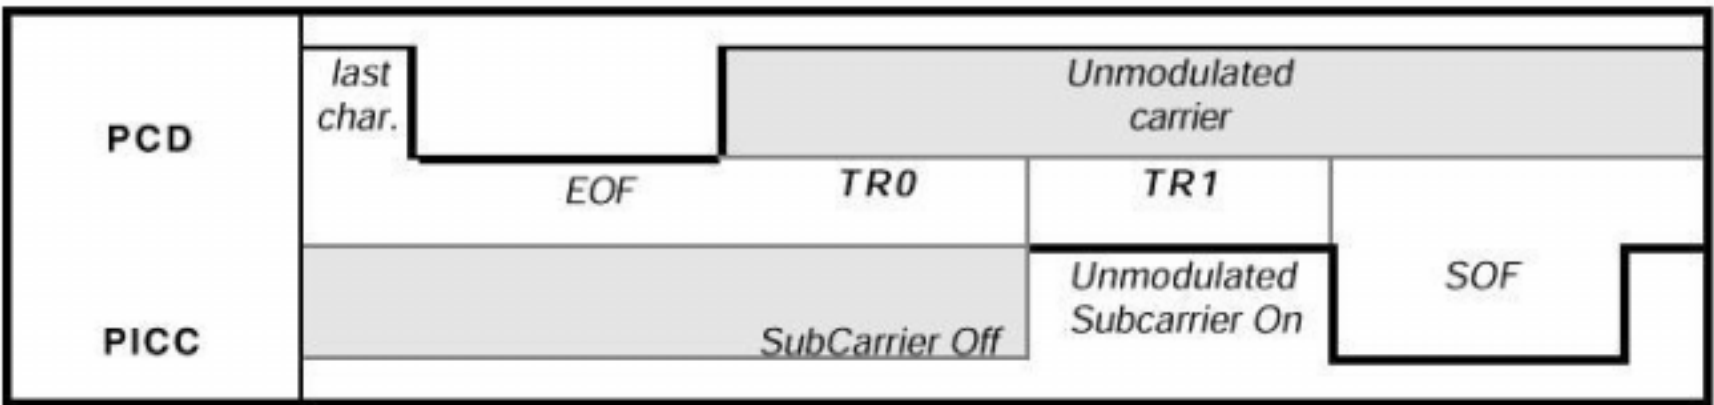 PCD
last
char.
Unmodulated
carrier
EOF
TR0
TR1
PICC
SubCarrier Off
Unmodulated
Subcarrier On
SOF